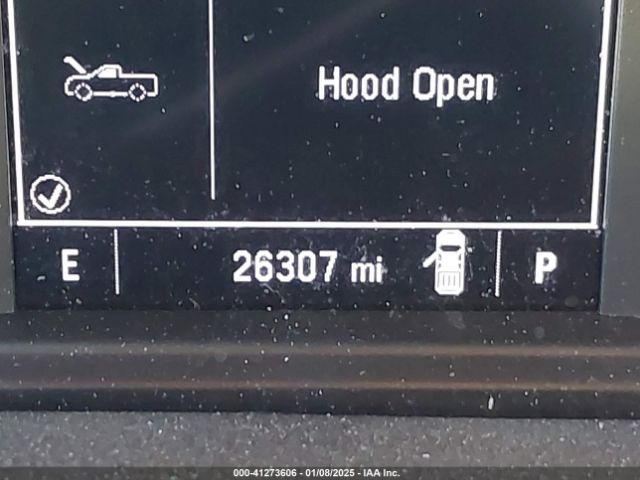 Hood Open
E 26307 mi P
000-41273606 - 01/08/2025 - IAA Inc.